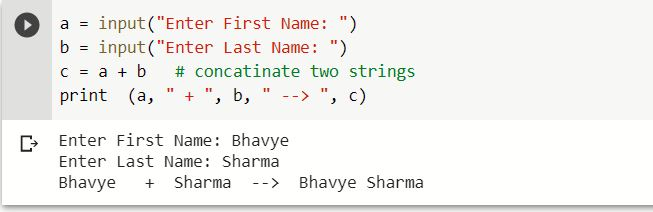 a = input("Enter First Name: ")
b = input("Enter Last Name: ")
c = a + b   # concatinate two strings
print  (a, " + ", b, " --> ", c)
Enter First Name: Bhavye
Enter Last Name: Sharma
Bhavye   +  Sharma  -->  Bhavye Sharma